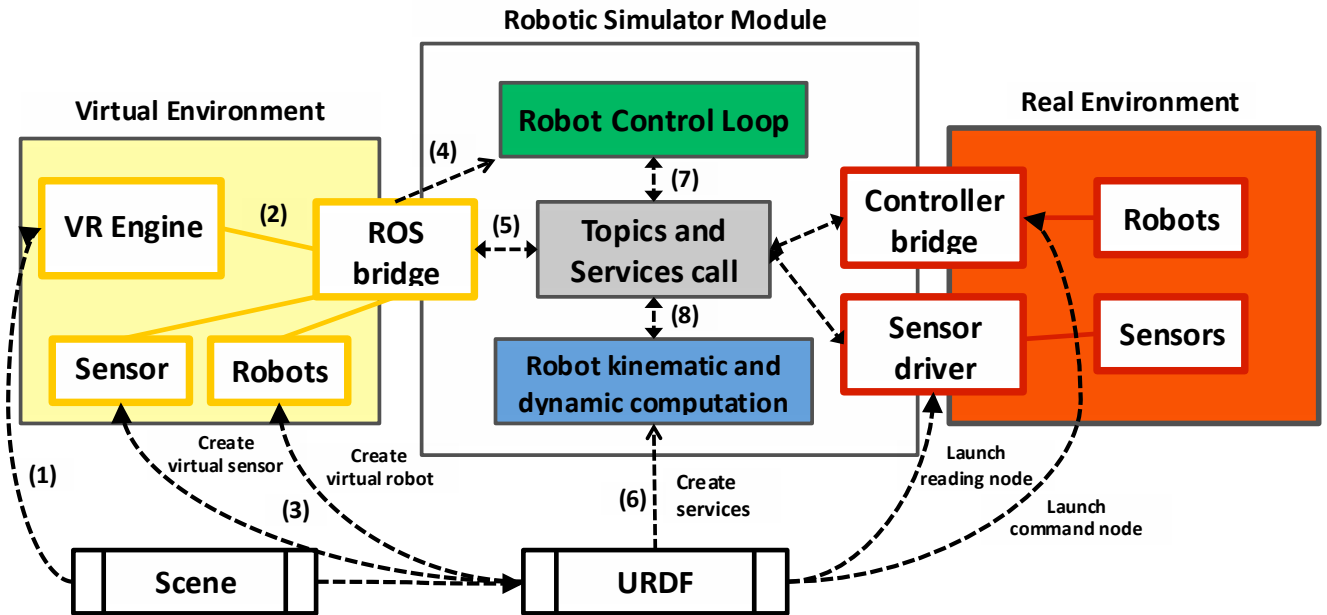 Robotic Simulator Module
Virtual Environment
Real Environment
Robot Control Loop
(4)
(7)
VR Engine
(2)
ROS
bridge
(5)
Topics and
Services call
Controller
bridge
Robots
(8)
Sensor
Robots
Robot kinematic and
dynamic computation
Sensor
driver
Sensors
Create
virtual sensor
Create
virtual robot
Launch
reading node
(1)
(3)
(6)
Create
services
Launch
command node
Scene
URDF